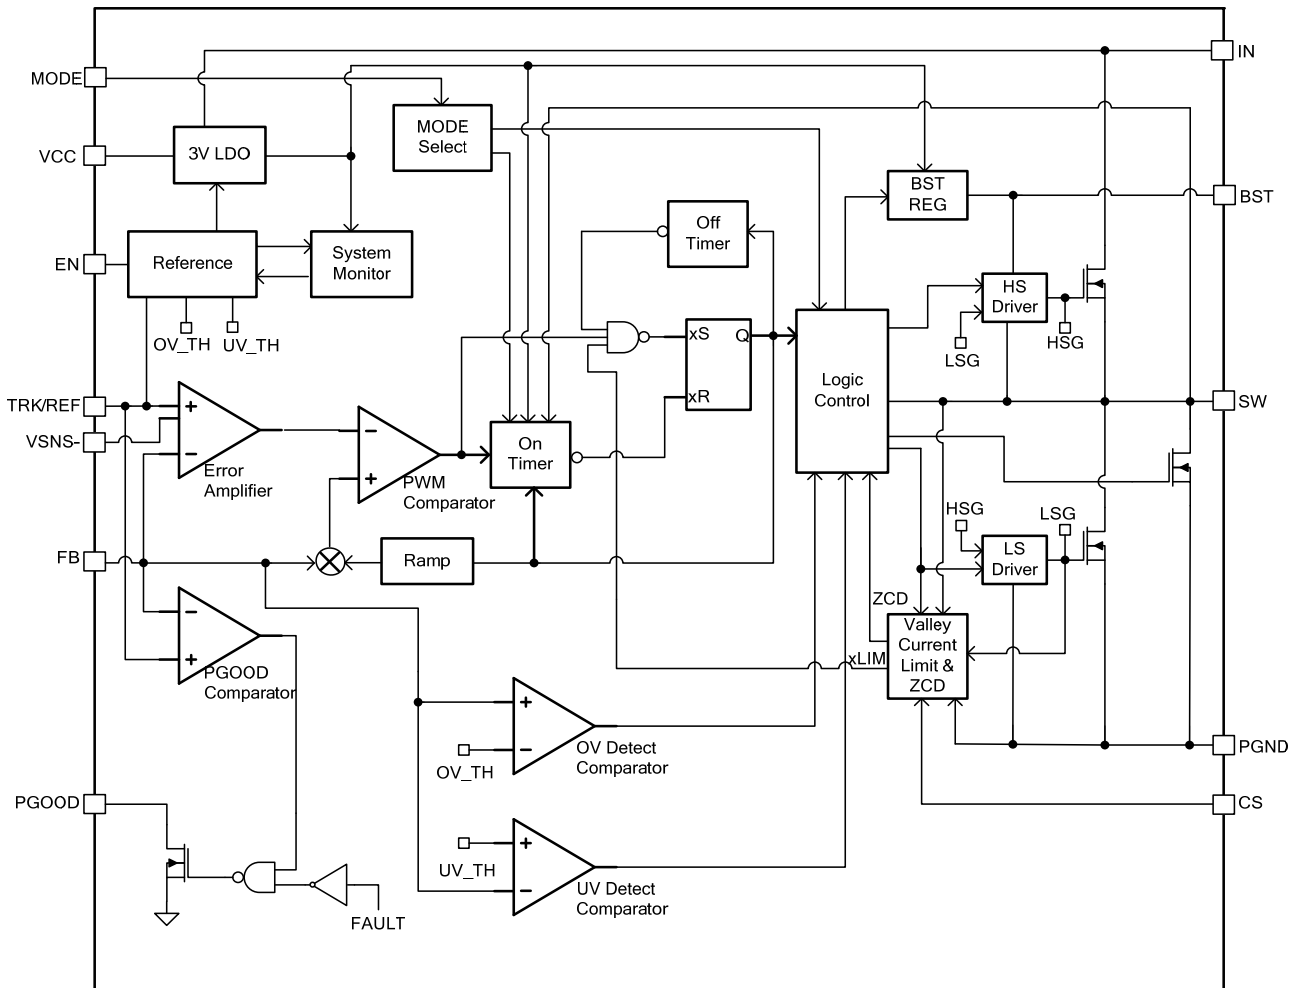 IN
MODE
MODE
Select
3V LDO
VCC
BST
REG
BST
Off
Timer
System
Monitor
Reference
EN
HS
Driver
OV_TH
UV_TH
xS
Q
HSG
LSG
Logic
Control
TRK/REF
SW
xR
+
−
VSNS-
−
On
Timer
Error
Amplifier
+
PWM
Comparator
HSG
LSG
FB
Ramp
LS
Driver
ZCD
−
Valley
Current
Limit &
ZCD
+
xLIM
PGOOD
Comparator
+
−
OV Detect
Comparator
OV_TH
PGND
PGOOD
CS
+
UV_TH
−
UV Detect
Comparator
FAULT